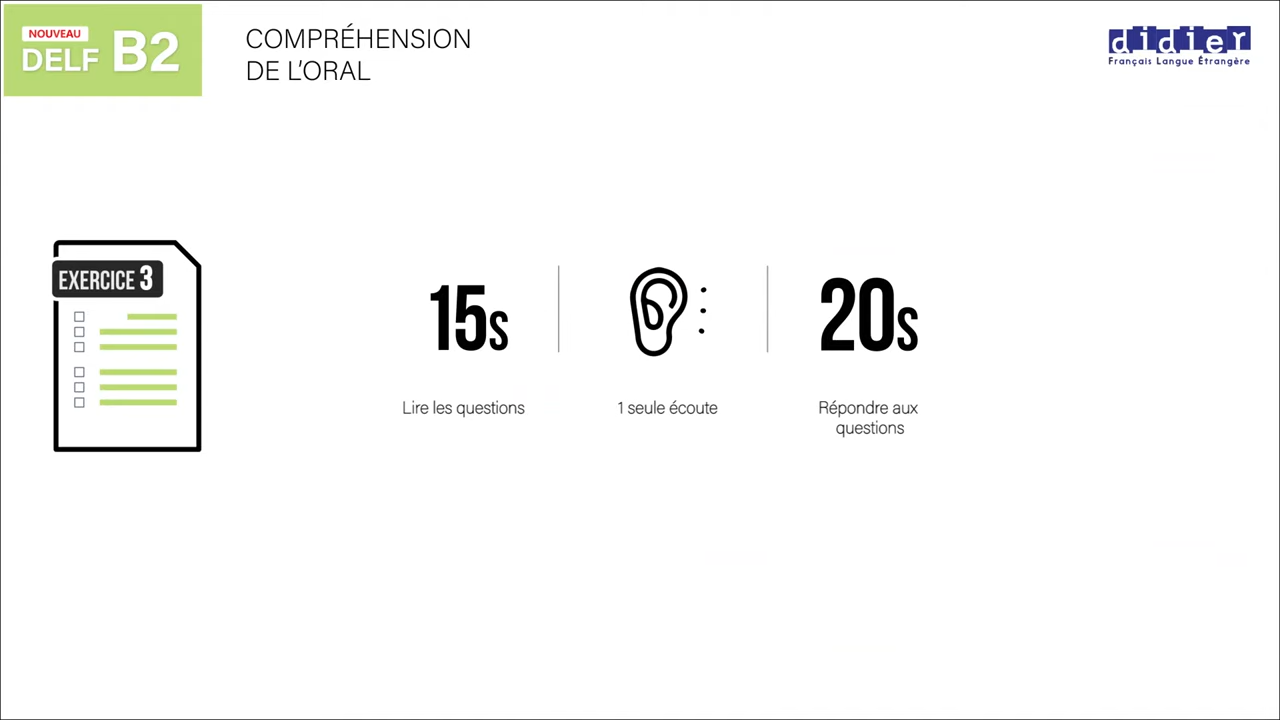 NOUVEAU
DELF B2
COMPRÉHENSION
DE L'ORAL
didier
Français Langue Étrangère
EXERCICE 3
15s
Lire les questions
1 seule écoute
20s
Répondre aux
questions